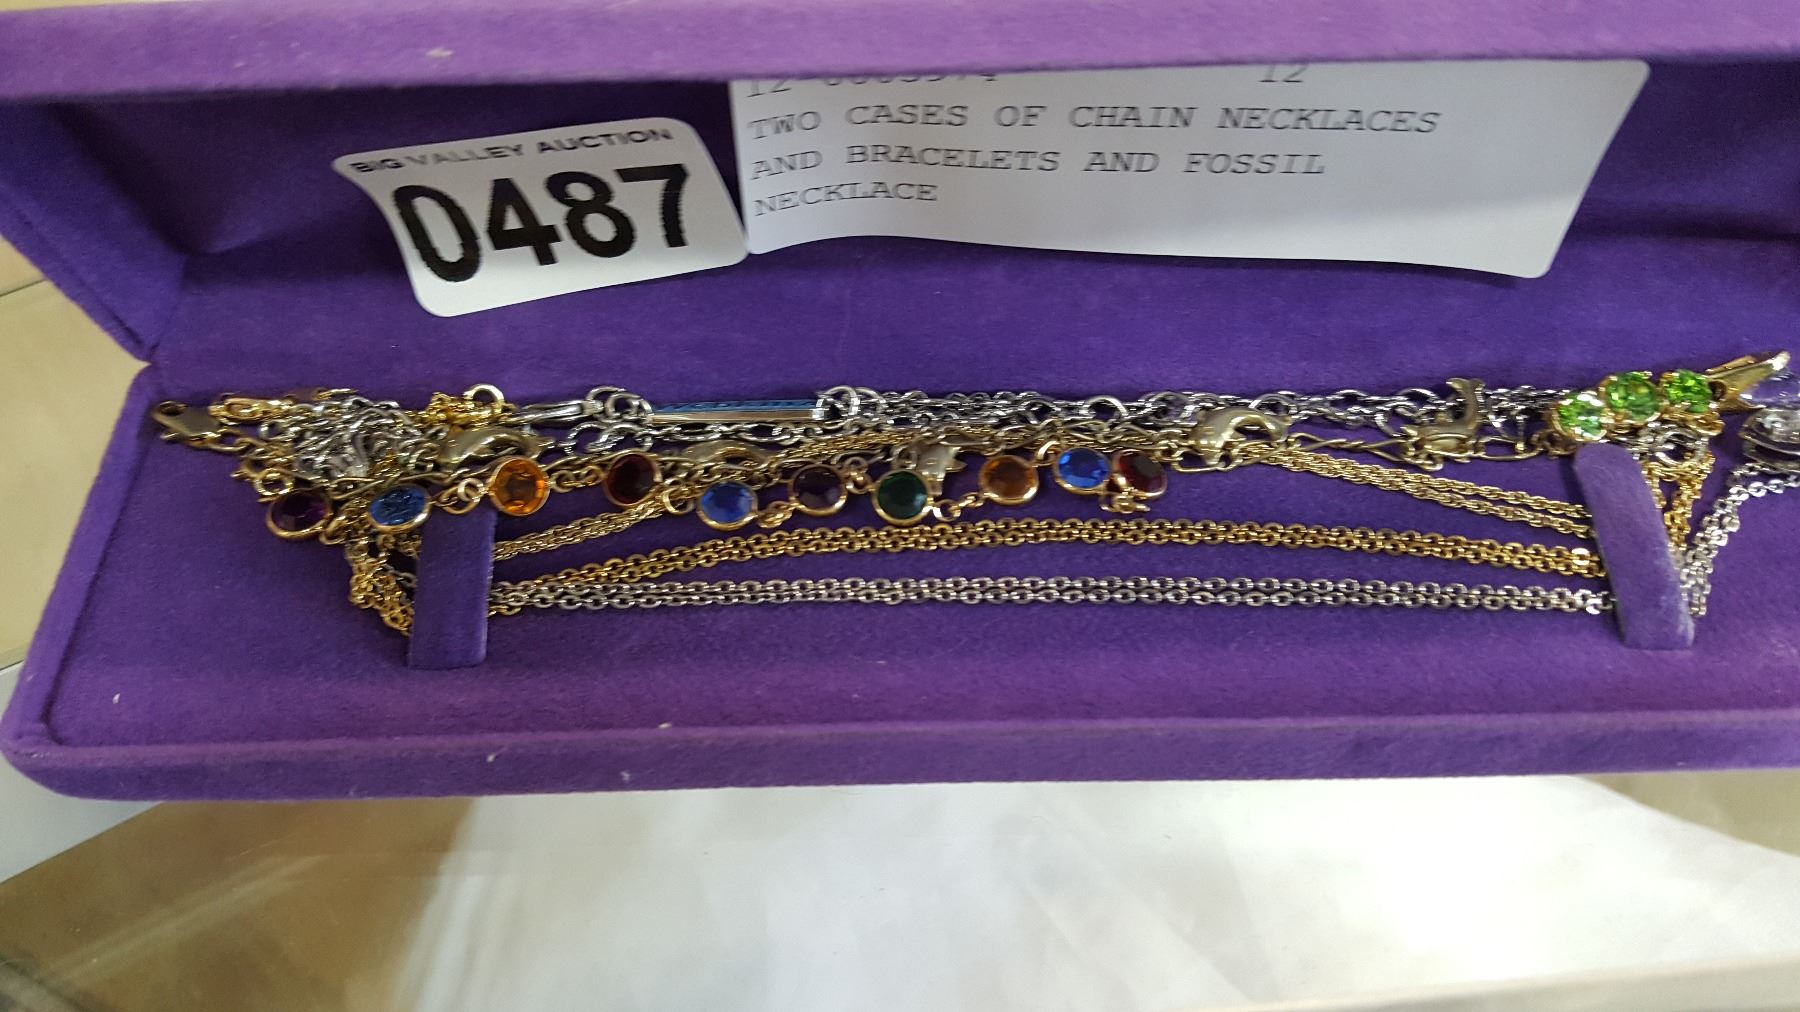 BIG VALLEY AUCTION
0487
12
TWO CASES OF CHAIN NECKLACES
AND BRACELETS AND FOSSIL
NECKLACE